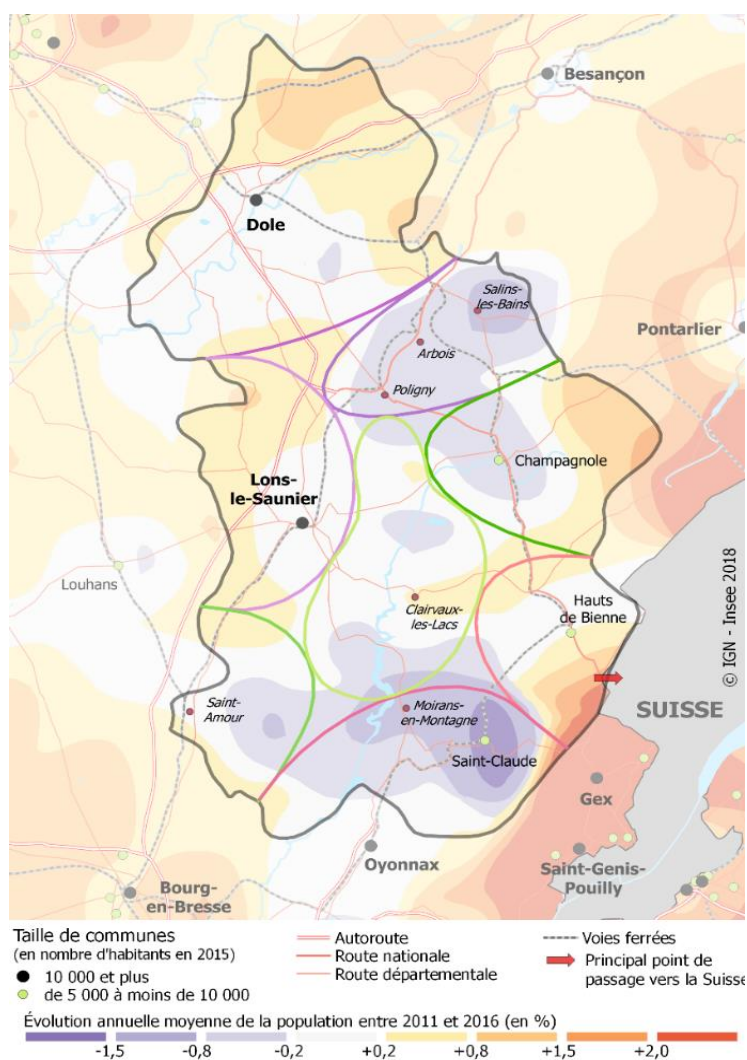 Besançon
Dole
Salins-
les-Bains
Pontarlier
Arbois
Poligny
Champagnole
Lons-
le-Saunier
Louhans
Clairvaux-
les-Lacs
Hauts
de Bienne
© IGN - Insee 2018
Saint-
Amour
Moirans-
en-Montagne
SUISSE
Saint-Claude
Gex
Oyonnax
Saint-Genis-
Pouilly
Bourg-
en-Bresse
Taille de communes
(en nombre d'habitants en 2015)
10 000 et plus
de 5 000 à moins de 10 000
Autoroute
Route nationale
Route départementale
Voies ferrées
Principal point de
passage vers la Suisse
Évolution annuelle moyenne de la population entre 2011 et 2016 (en %)
-1,5 -0,8 -0,2 +0,2 +0,8 +1,5 +2,0